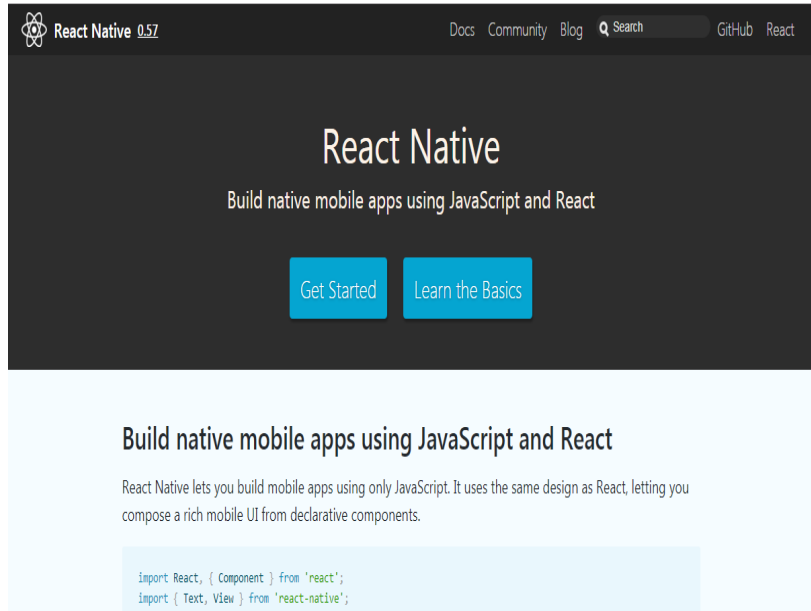 React Native 0.57 Docs Community Blog Search GitHub React
React Native
Build native mobile apps using JavaScript and React
Get Started Learn the Basics
Build native mobile apps using JavaScript and React
React Native lets you build mobile apps using only JavaScript. It uses the same design as React, letting you
compose a rich mobile UI from declarative components.
import React, { Component } from 'react';
import { Text, View } from 'react-native';